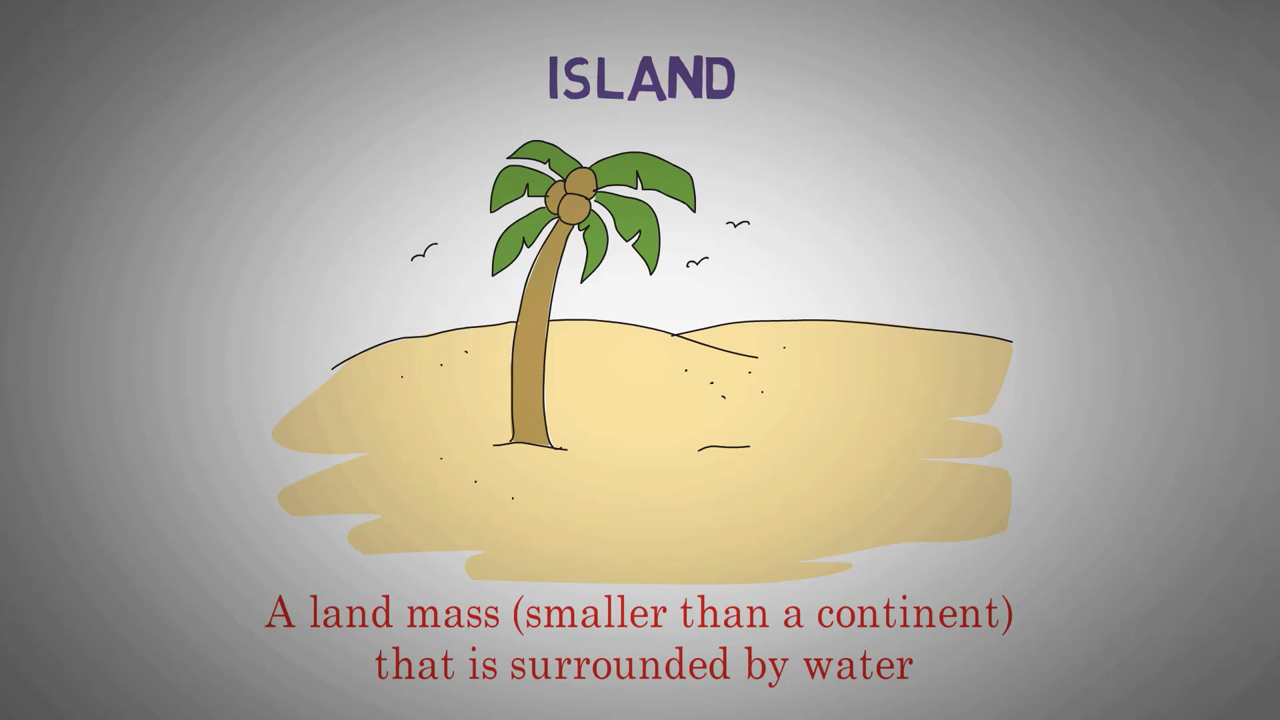 ISLAND
A land mass (smaller than a continent)
that is surrounded by water